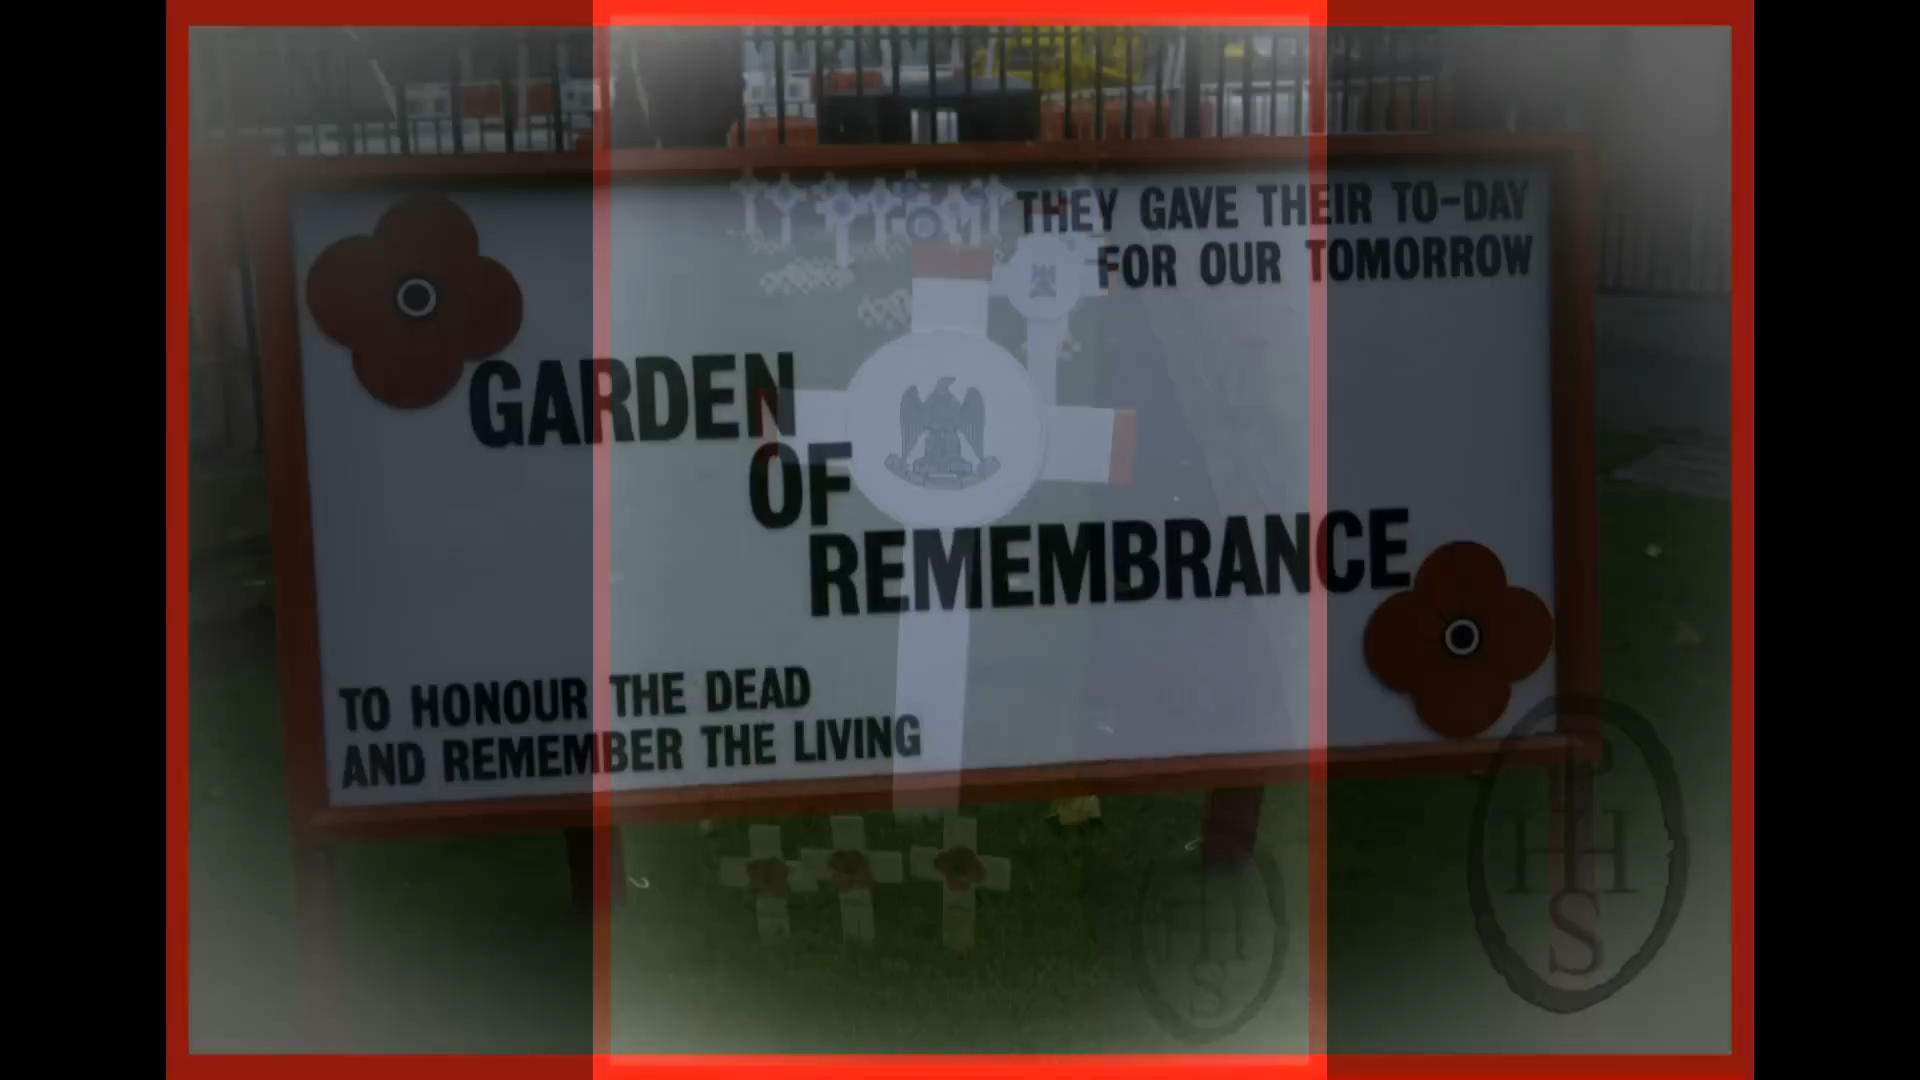 THEY GAVE THEIR TO-DAY
FOR OUR TOMORROW
GARDEN
OF
REMEMBRANCE
TO HONOUR THE DEAD
AND REMEMBER THE LIVING